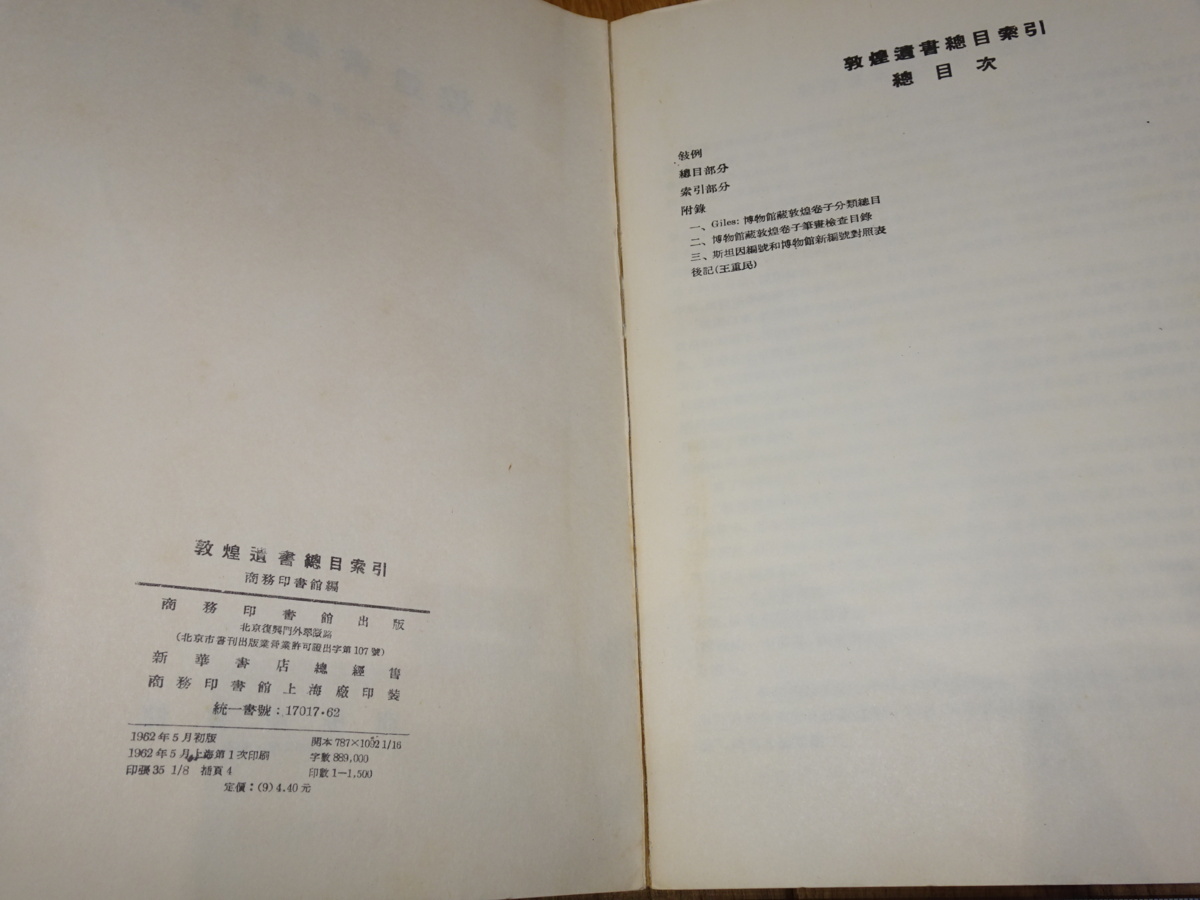 敦煌遺書總目索引
商務印書館編
商務印書館出版
北京復興門外翠微路
(北京市書刊出版業營業許可證出字第107號)
新華書店總經售
商務印書館上海廠印裝
統一書號:17017·62
1962年5月初版
1962年5月上海第1次印刷
印張35 1/8 補頁4
開本787×1092 1/16
字數889,000
印數1—1,500
定價:(9)4.40元
敦煌遺書總目索引
總目次
敍例
總目部分
索引部分
附錄
一、Giles: 博物館藏敦煌卷子分類總目
二、博物館藏敦煌卷子筆畫檢查目錄
三、斯坦因編號和博物館新編號對照表
後記(王重民)